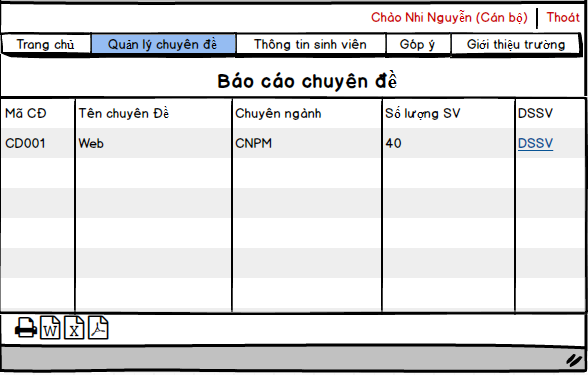 Chào Nhi Nguyễn (Cán bộ) Thoát
Trang chủ Quản lý chuyên đề Thông tin sinh viên Góp ý Giới thiệu trường
Báo cáo chuyên đề
Mã CĐ Tên chuyên Đề Chuyên ngành Số lượng SV DSSV
CD001 Web CNPM 40 DSSV
W X